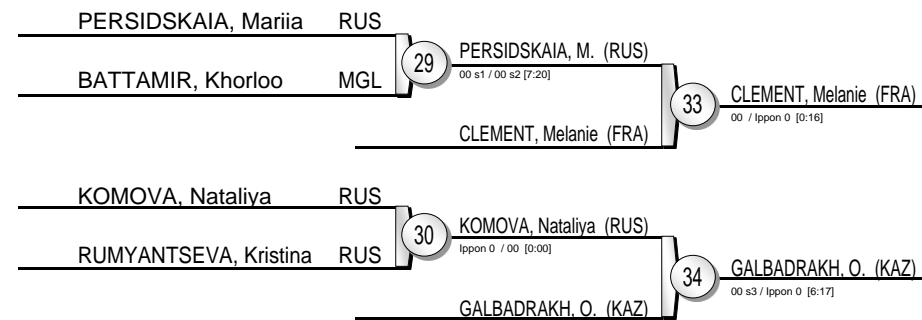 PERSIDSKAIA, Mariia RUS
29
PERSIDSKAIA, M. (RUS)
00 s1 / 00 s2 [7:20]
BATTAMIR, Khorloo MGL
33
CLEMENT, Melanie (FRA)
00 / Ippon 0 [0:16]
CLEMENT, Melanie (FRA)
KOMOVA, Nataliya RUS
30
KOMOVA, Nataliya (RUS)
Ippon 0 / 00 [0:00]
RUMYANTSEVA, Kristina RUS
34
GALBADRAKH, O. (KAZ)
00 s3 / Ippon 0 [6:17]
GALBADRAKH, O. (KAZ)